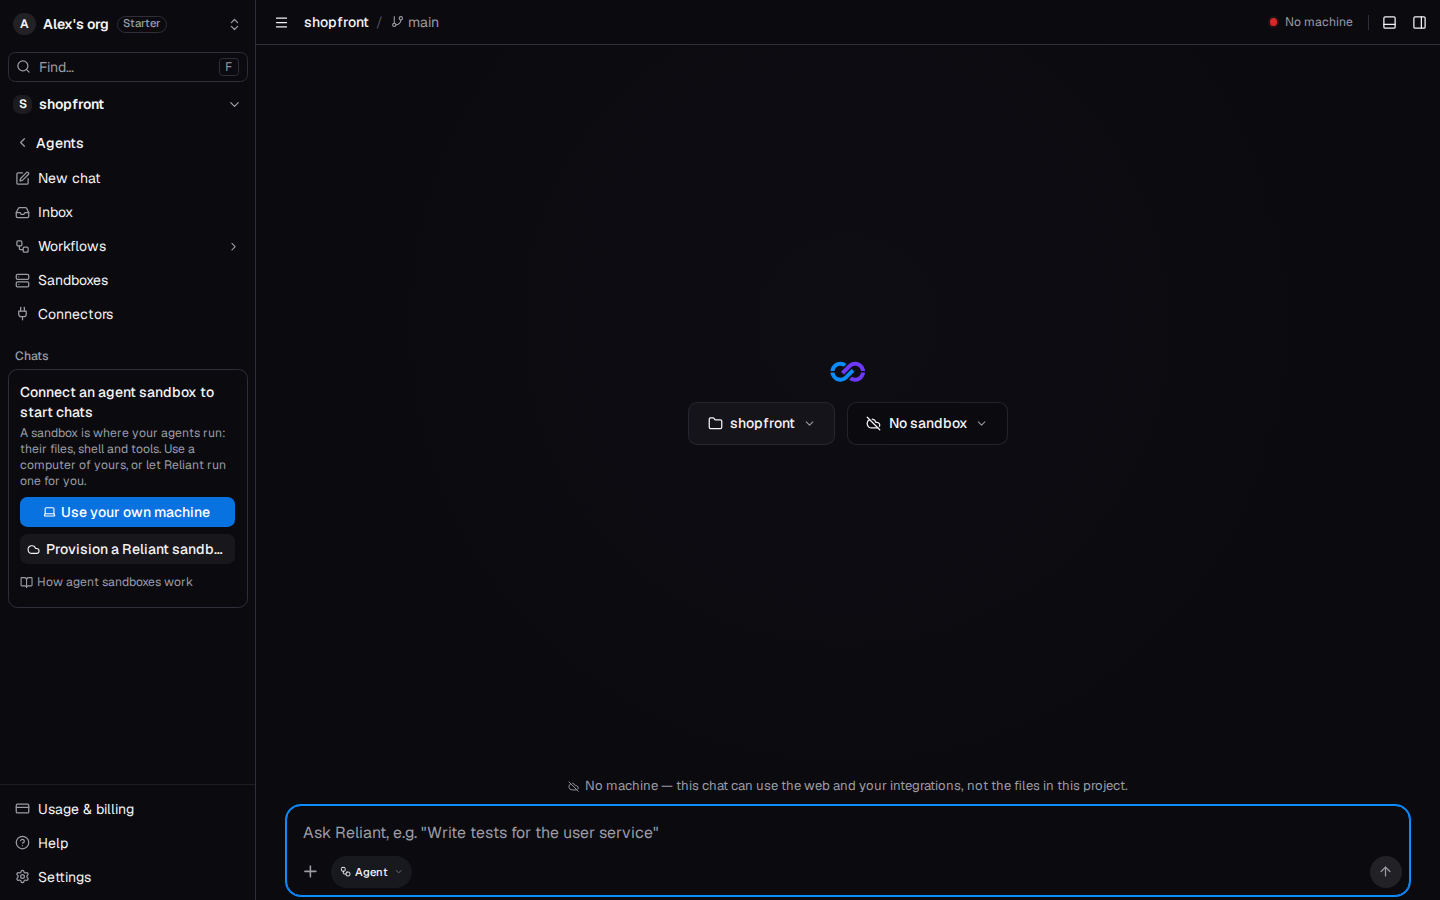 A Alex's org Starter
Find... F
S shopfront
Agents
New chat
Inbox
Workflows
Sandboxes
Connectors
Chats
Connect an agent sandbox to
start chats
A sandbox is where your agents run:
their files, shell and tools. Use a
computer of yours, or let Reliant run
one for you.
Use your own machine
Provision a Reliant sandb...
How agent sandboxes work
Usage & billing
Help
Settings
shopfront / main
No machine
shopfront
No sandbox
No machine — this chat can use the web and your integrations, not the files in this project.
Ask Reliant, e.g. "Write tests for the user service"
Agent